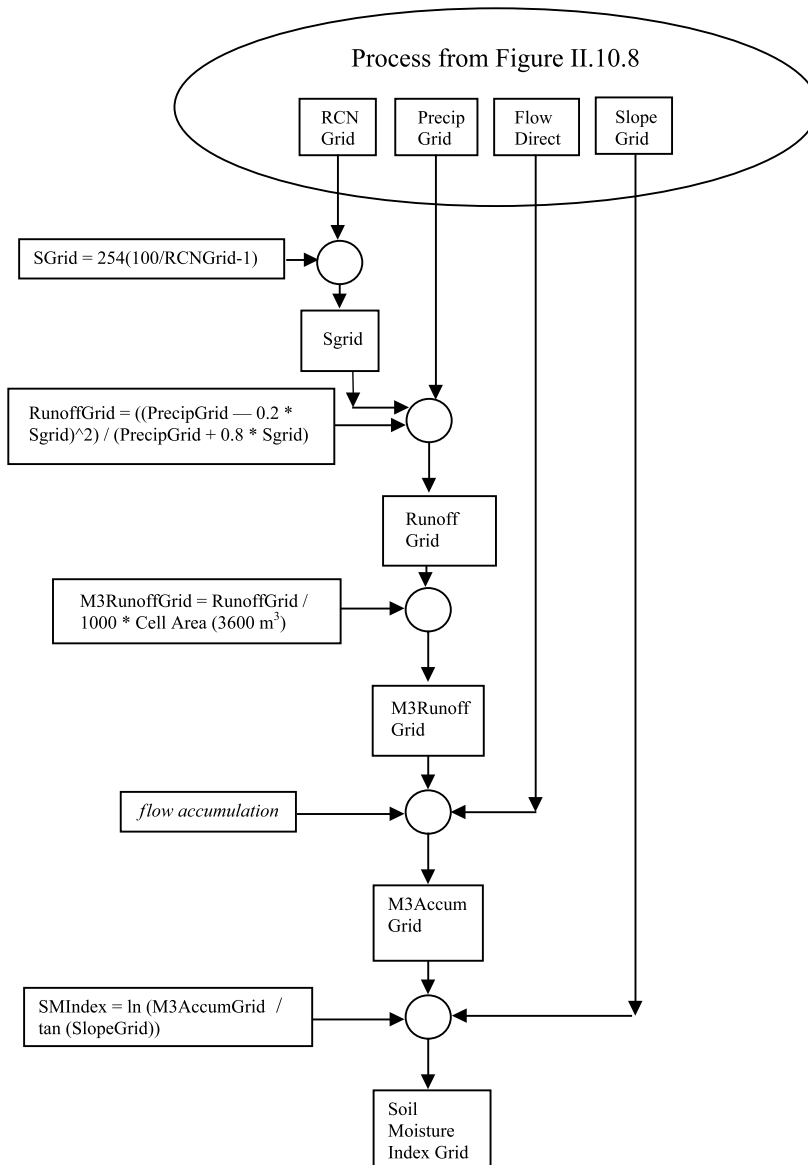 Process from Figure II.10.8
RCN
Grid
Precip
Grid
Flow
Direct
Slope
Grid
SGrid = 254(100/RCNGrid-1)
Sgrid
RunoffGrid = ((PrecipGrid — 0.2 *
Sgrid)^2) / (PrecipGrid + 0.8 * Sgrid)
Runoff
Grid
M3RunoffGrid = RunoffGrid /
1000 * Cell Area (3600 m³)
M3Runoff
Grid
flow accumulation
M3Accum
Grid
SMIndex = ln (M3AccumGrid /
tan (SlopeGrid))
Soil
Moisture
Index Grid